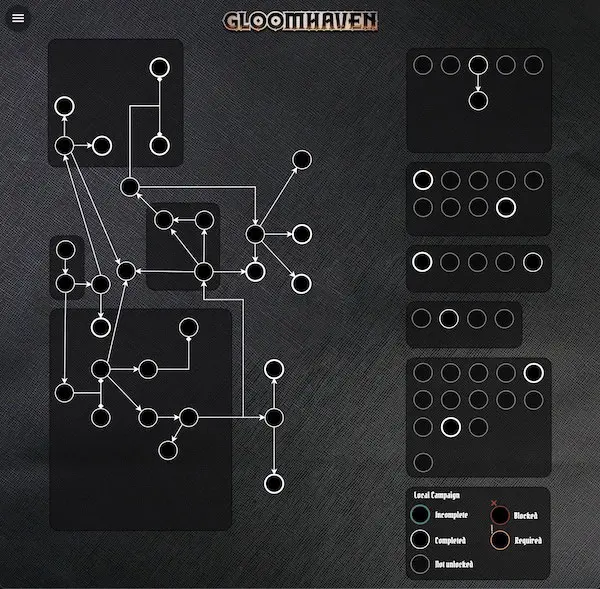 GLOOMHAVEN
Local Campaign
Incomplete
Blocked
Completed
Required
Not unlocked